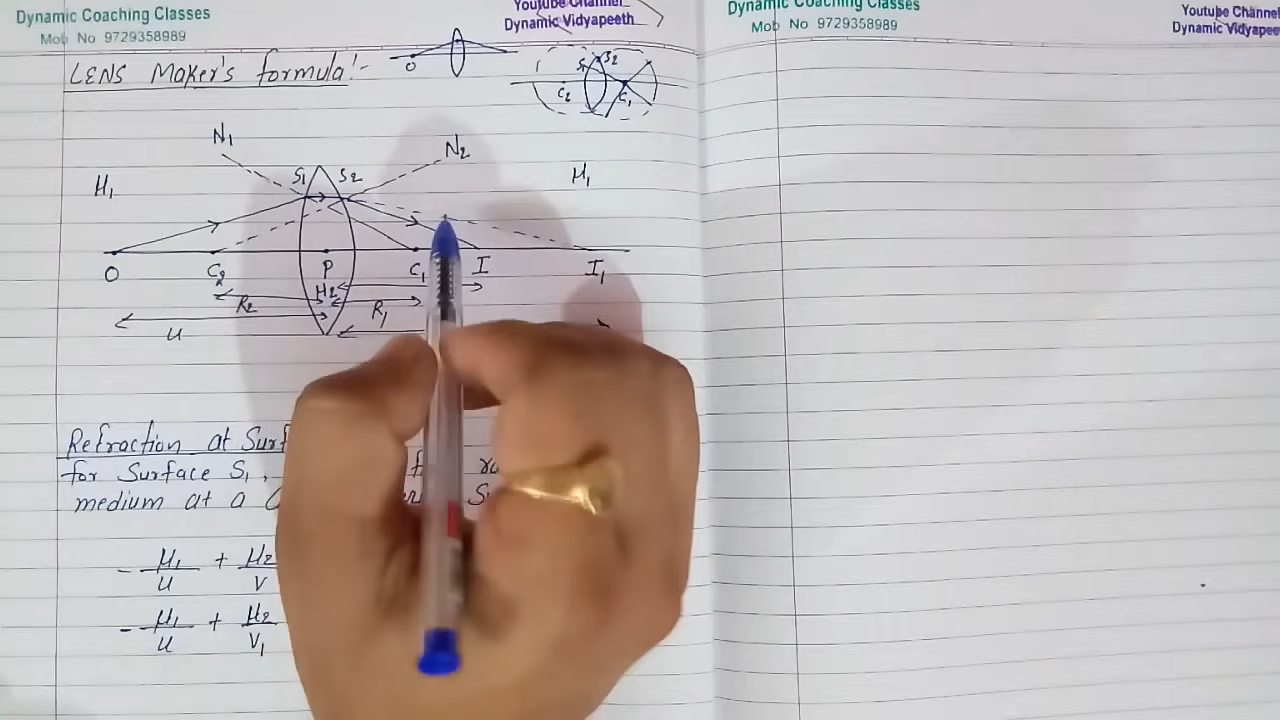 Dynamic Coaching Classes
Mob No 9729358989
Youtube Channel
Dynamic Vidyapeeth
Dynamic Coaching Classes
Mob No 9729358989
Youtube Channel
Dynamic Vidyapee
LENS Maker's formula!-
O
S1 S2
C2 C1
N1 N2
S1 S2
μ1 μ1
O C2 P C1 I I1
μ2
R2 R1
u
Refraction at Surf
for Surface S1,
medium at a
- μ1/u + μ2/v
- μ1/u + μ2/v1